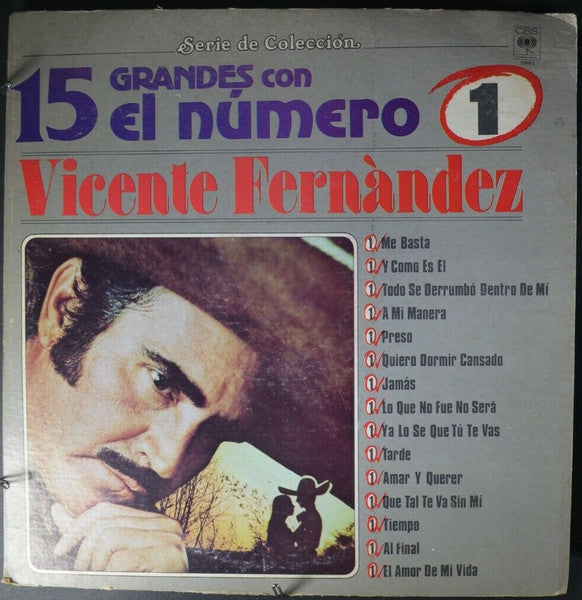 Serie de Colección
CBS
15 GRANDES con
el número 1
Vicente Fernàndez
1 Me Basta
1 Y Como Es El
1 Todo Se Derrumbó Dentro De Mí
1 A Mi Manera
1 Preso
1 Quiero Dormir Cansado
1 Jamás
1 Lo Que No Fue No Será
1 Ya Lo Se Que Tú Te Vas
1 Tarde
1 Amar Y Querer
1 Que Tal Te Va Sin Mí
1 Tiempo
1 Al Final
1 El Amor De Mi Vida